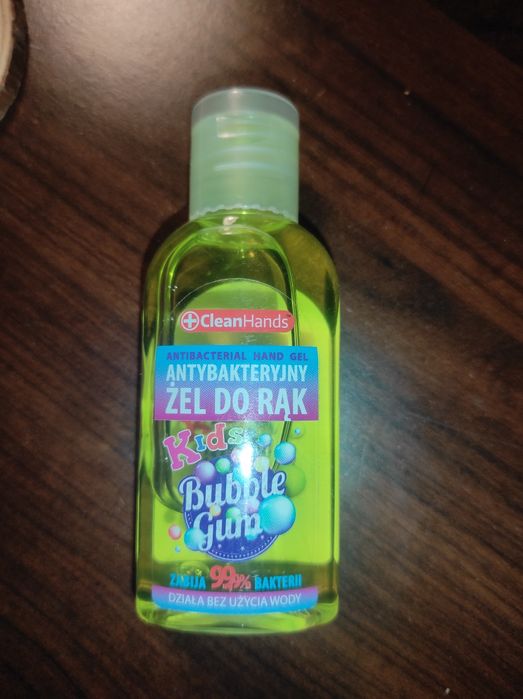 CleanHands
ANTIBACTERIAL HAND GEL
ANTYBAKTERYJNY
ŻEL DO RĄK
Kids
Bubble
Gum
ZABIJA 99,9% BAKTERII
DZIAŁA BEZ UŻYCIA WODY